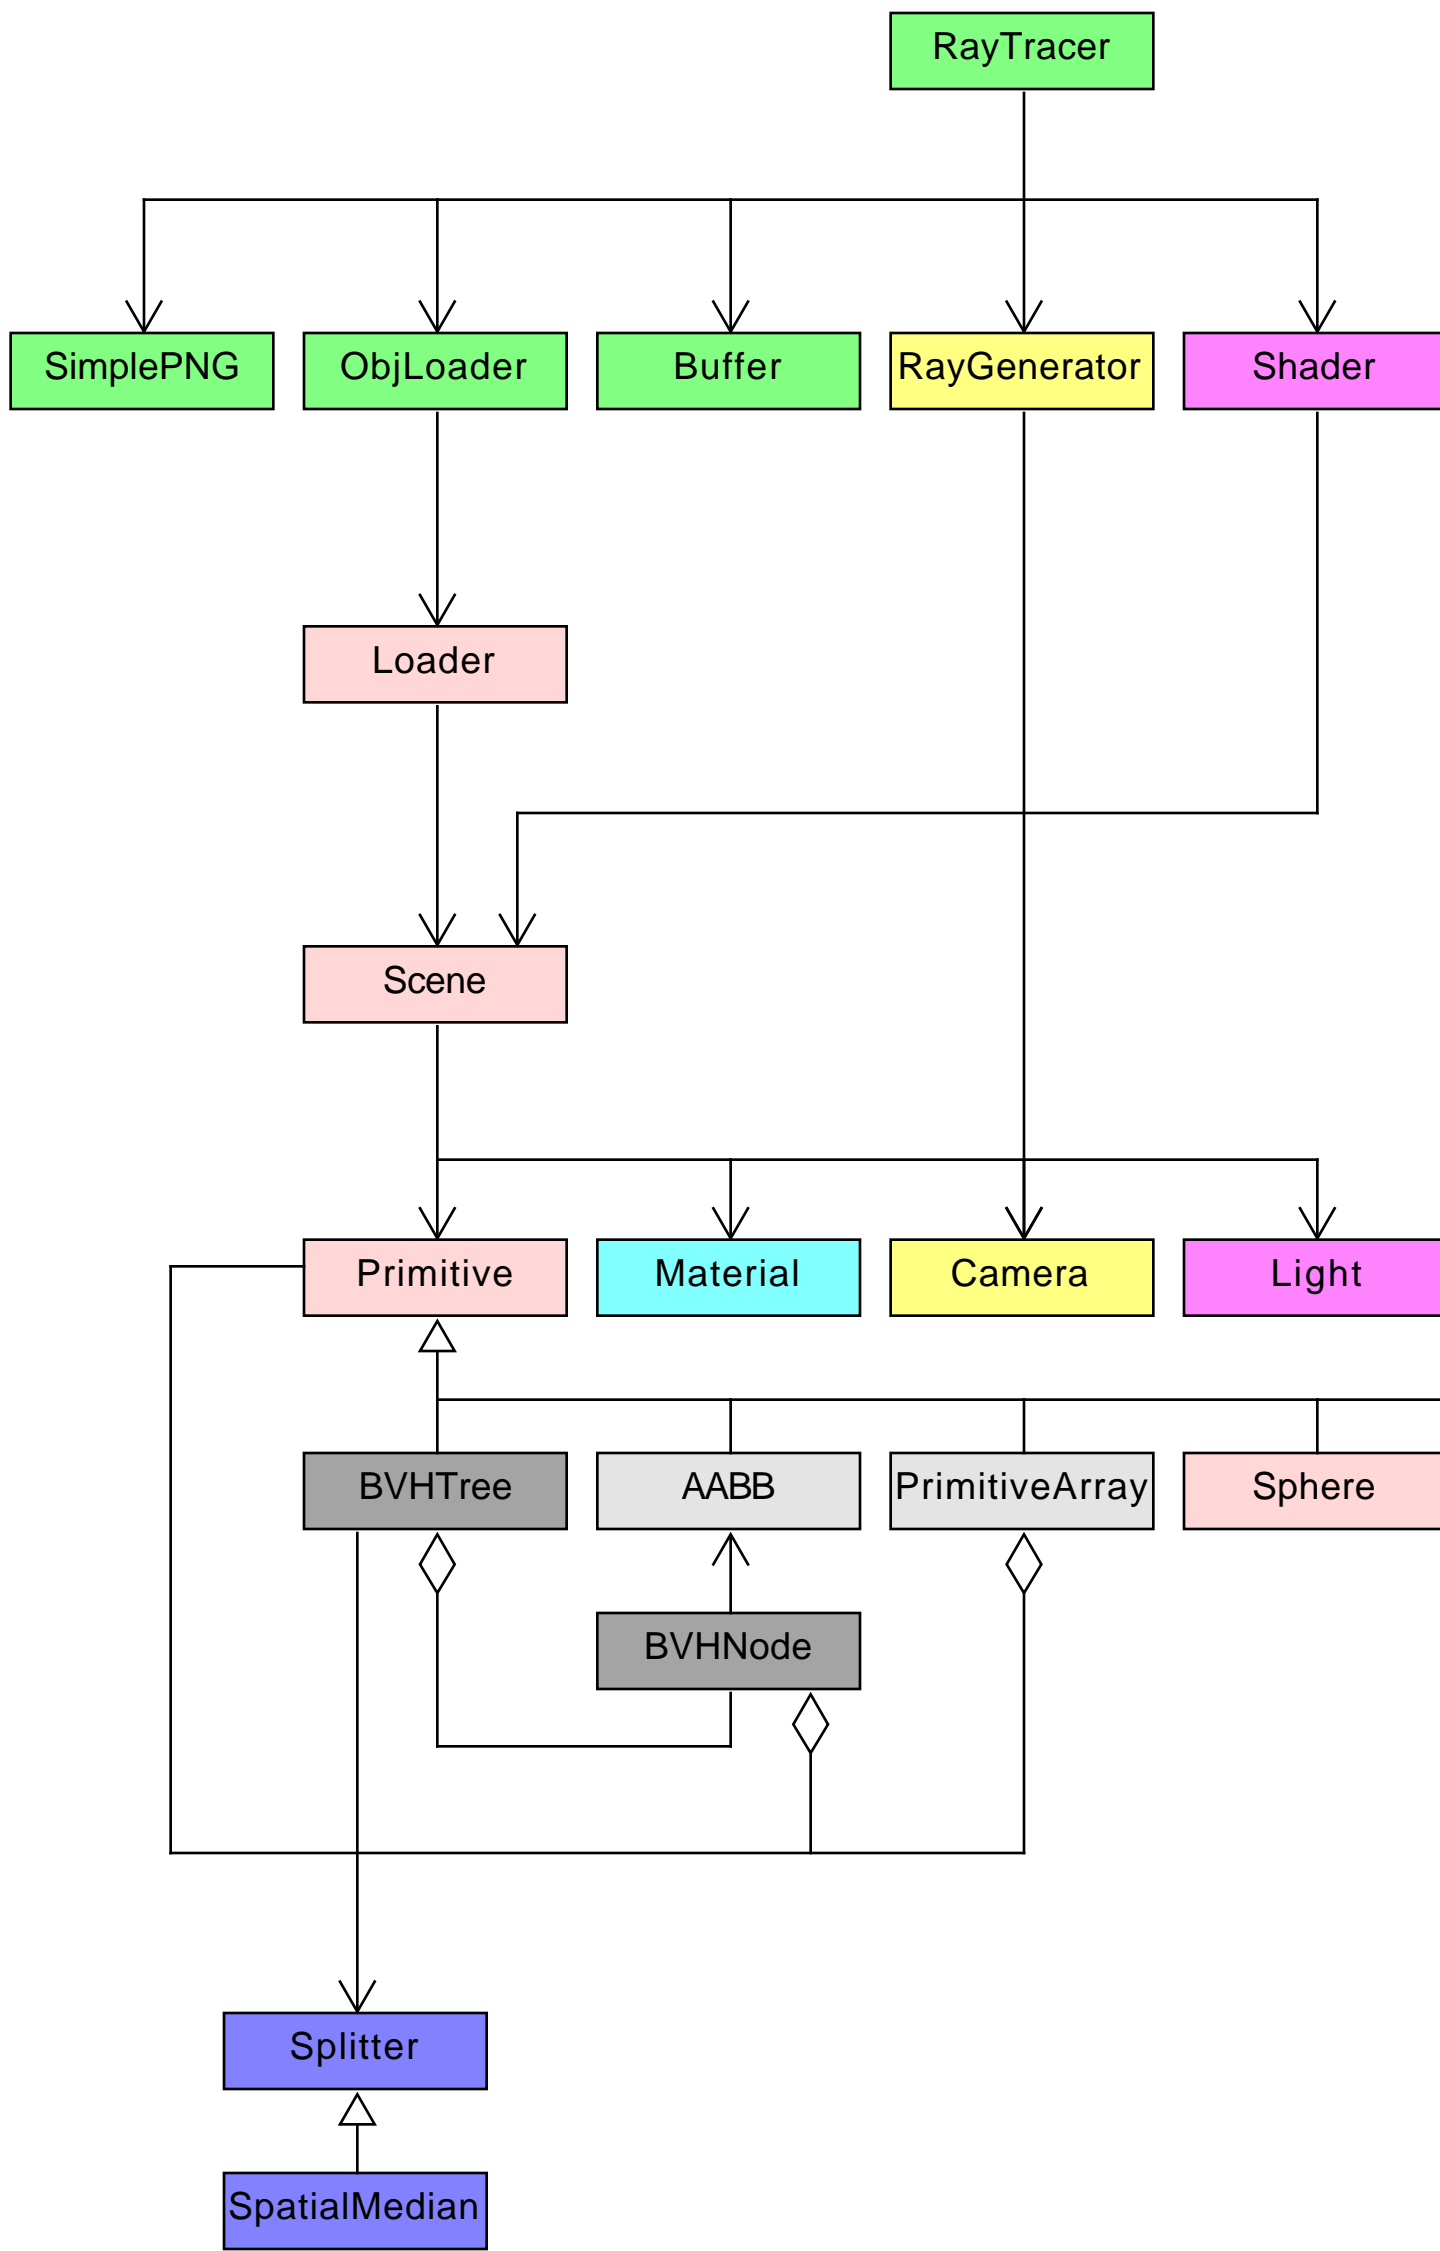 RayTracer
SimplePNG
ObjLoader
Buffer
RayGenerator
Shader
Loader
Scene
Primitive
Material
Camera
Light
BVHTree
AABB
PrimitiveArray
Sphere
BVHNode
Splitter
SpatialMedian